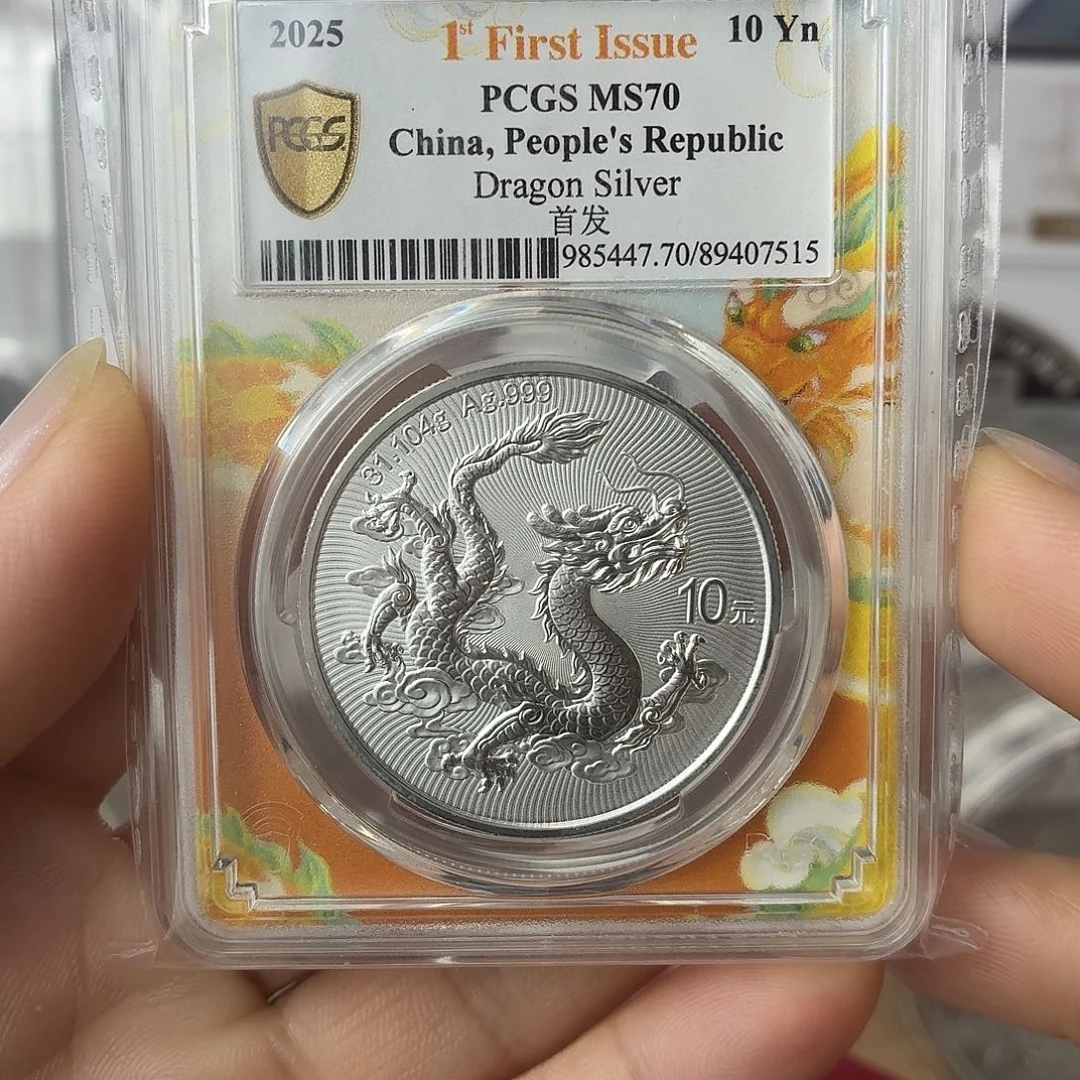 2025 1st First Issue 10 Yn
PCGS MS70
PCGS
China, People's Republic
Dragon Silver
首发
985447.70/89407515
31.104g Ag.999
10元